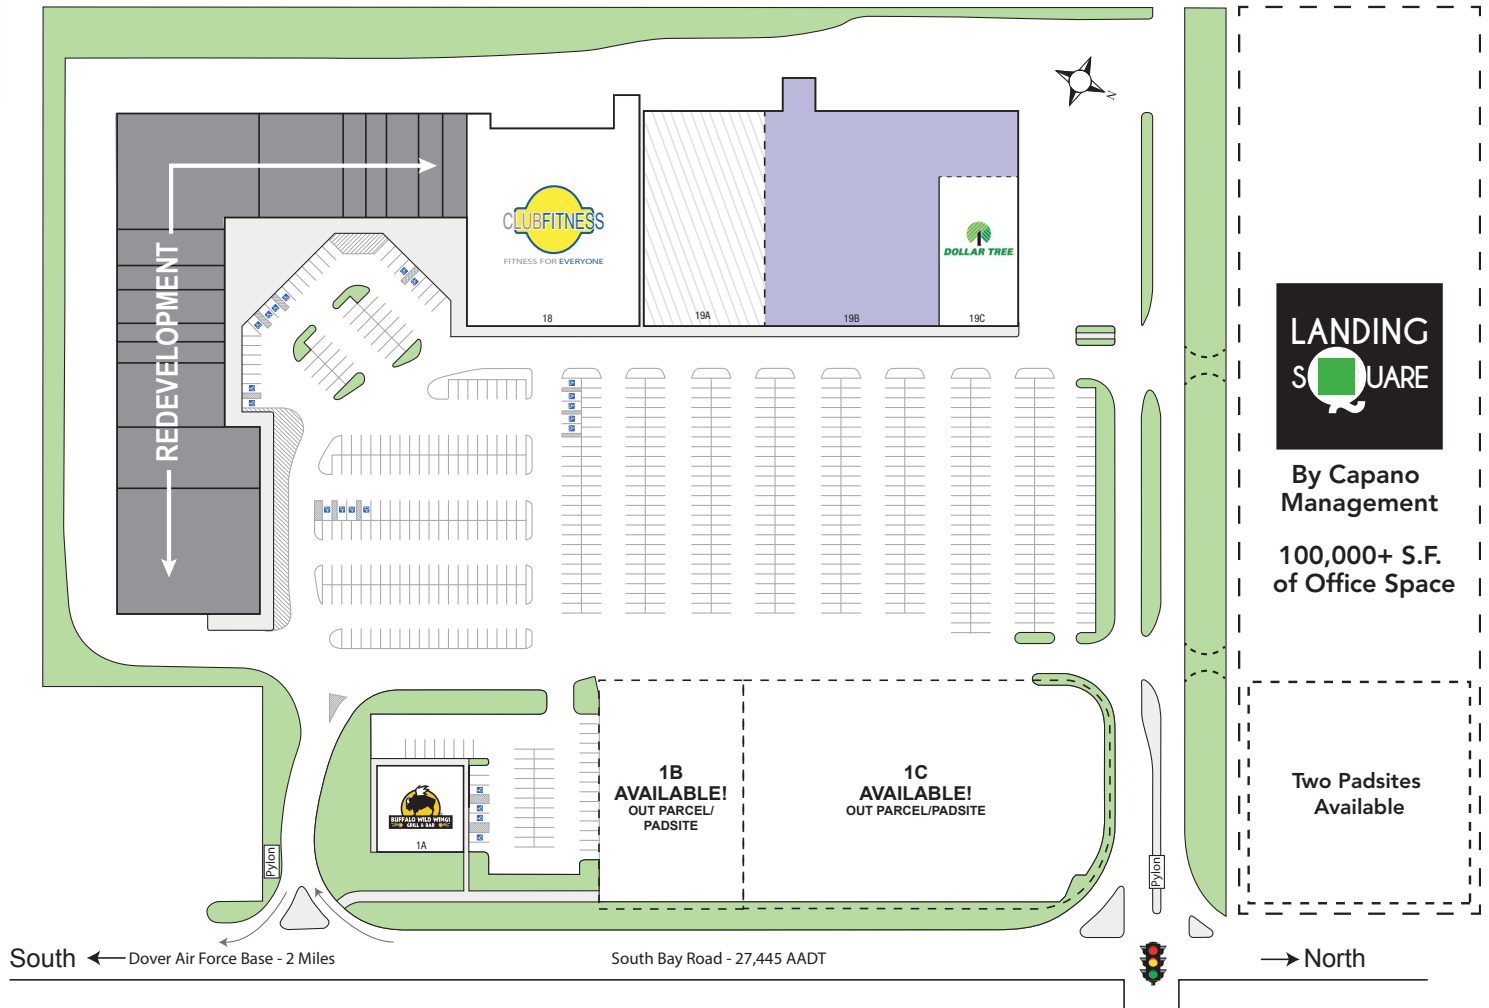 N
REDEVELOPMENT
CLUBFITNESS
FITNESS FOR EVERYONE
18
19A
19B
DOLLAR TREE
19C
LANDING
SQUARE
By Capano
Management
100,000+ S.F.
of Office Space
Two Padsites
Available
BUFFALO WILD WINGS
GRILL & BAR
1A
1B
AVAILABLE!
OUT PARCEL/
PADSITE
1C
AVAILABLE!
OUT PARCEL/PADSITE
Pylon
Pylon
South
Dover Air Force Base - 2 Miles
South Bay Road - 27,445 AADT
North